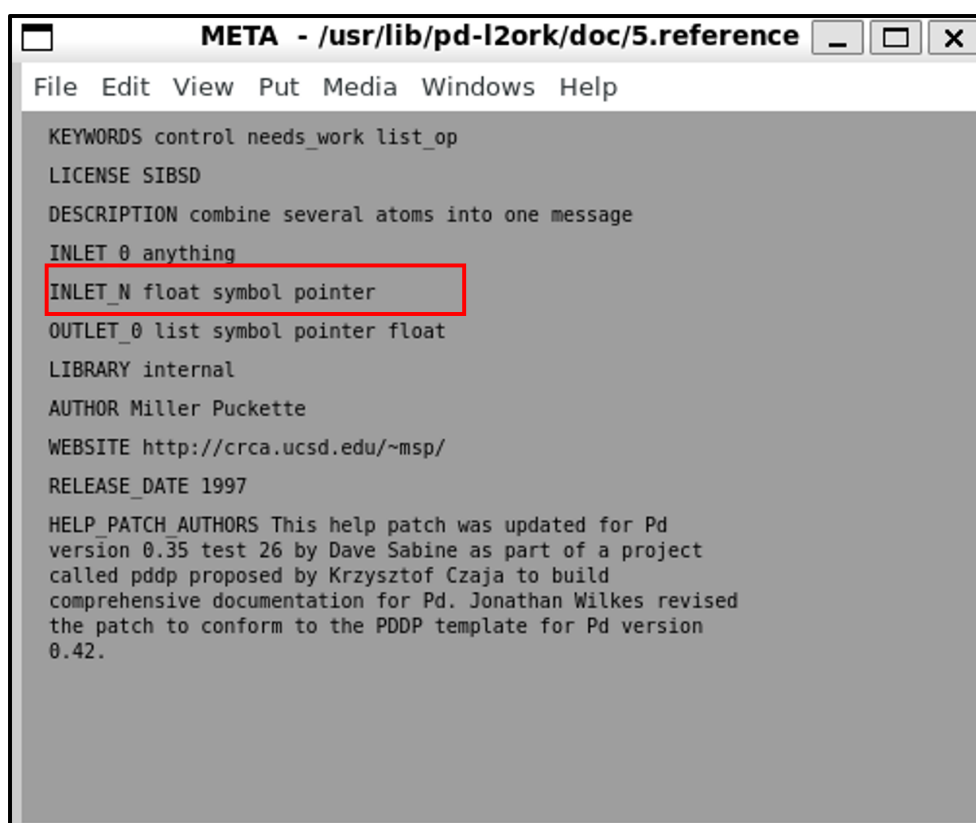 META - /usr/lib/pd-l2ork/doc/5.reference
File Edit View Put Media Windows Help
KEYWORDS control needs_work list_op
LICENSE SIBSD
DESCRIPTION combine several atoms into one message
INLET_0 anything
INLET_N float symbol pointer
OUTLET_0 list symbol pointer float
LIBRARY internal
AUTHOR Miller Puckette
WEBSITE http://crca.ucsd.edu/~msp/
RELEASE_DATE 1997
HELP_PATCH_AUTHORS This help patch was updated for Pd
version 0.35 test 26 by Dave Sabine as part of a project
called pddp proposed by Krzysztof Czaja to build
comprehensive documentation for Pd. Jonathan Wilkes revised
the patch to conform to the PDDP template for Pd version
0.42.